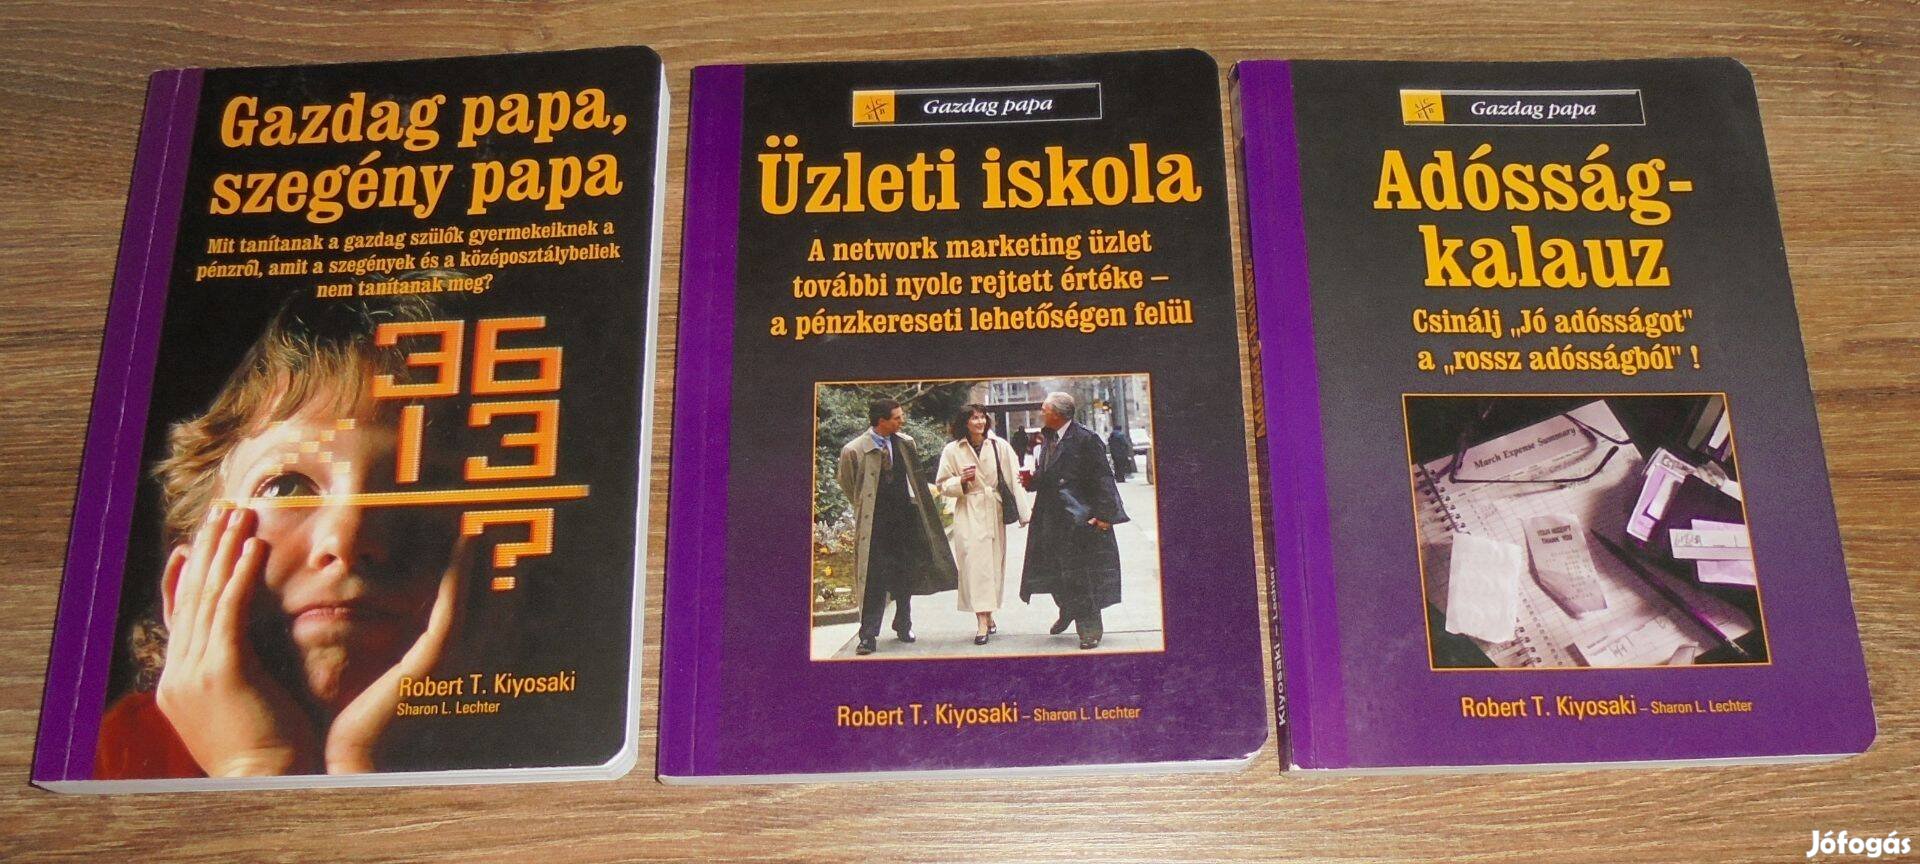 Gazdag papa,
szegény papa
Mit tanítanak a gazdag szülők gyermekeiknek a
pénzről, amit a szegények és a középosztálybeliek
nem tanítanak meg?
36
13
?
Robert T. Kiyosaki
Sharon L. Lechter
Gazdag papa
Üzleti iskola
A network marketing üzlet
további nyolc rejtett értéke –
a pénzkereseti lehetőségen felül
Robert T. Kiyosaki – Sharon L. Lechter
Kiyosaki – Lechter
Gazdag papa
Adósság-
kalauz
Csinálj „Jó adósságot"
a „rossz adósságból" !
March Expense Summary
THANK YOU
Robert T. Kiyosaki – Sharon L. Lechter
Jófogás